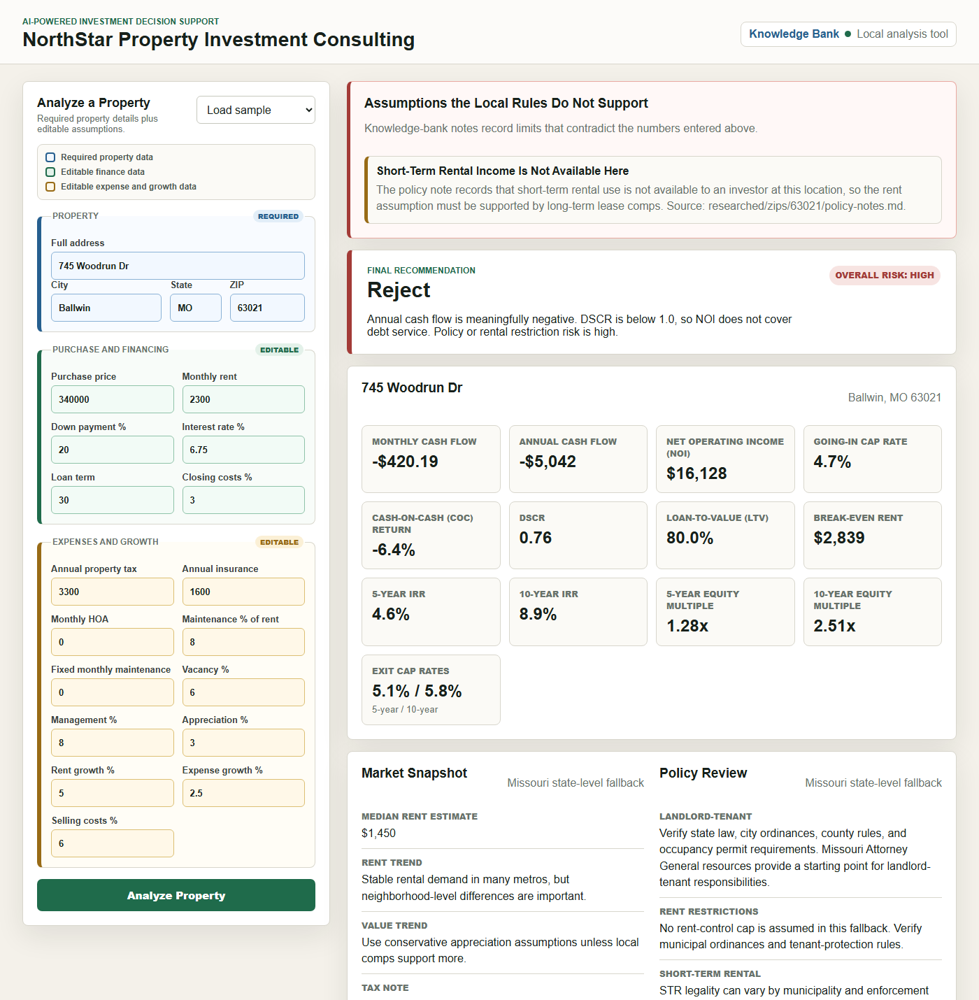 AI-POWERED INVESTMENT DECISION SUPPORT
NorthStar Property Investment Consulting
Knowledge Bank
Local analysis tool
Analyze a Property
Required property details plus
editable assumptions.
Load sample
Required property data
Editable finance data
Editable expense and growth data
PROPERTY
REQUIRED
Full address
745 Woodrun Dr
City
State
ZIP
Ballwin
MO
63021
PURCHASE AND FINANCING
EDITABLE
Purchase price
Monthly rent
340000
2300
Down payment %
Interest rate %
20
6.75
Loan term
Closing costs %
30
3
EXPENSES AND GROWTH
EDITABLE
Annual property tax
Annual insurance
3300
1600
Monthly HOA
Maintenance % of rent
0
8
Fixed monthly maintenance
Vacancy %
0
6
Management %
Appreciation %
8
3
Rent growth %
Expense growth %
5
2.5
Selling costs %
6
Analyze Property
Assumptions the Local Rules Do Not Support
Knowledge-bank notes record limits that contradict the numbers entered above.
Short-Term Rental Income Is Not Available Here
The policy note records that short-term rental use is not available to an investor at this location, so the rent
assumption must be supported by long-term lease comps. Source: researched/zips/63021/policy-notes.md.
FINAL RECOMMENDATION
Reject
OVERALL RISK: HIGH
Annual cash flow is meaningfully negative. DSCR is below 1.0, so NOI does not cover
debt service. Policy or rental restriction risk is high.
745 Woodrun Dr
Ballwin, MO 63021
MONTHLY CASH FLOW
-$420.19
ANNUAL CASH FLOW
-$5,042
NET OPERATING INCOME
(NOI)
$16,128
GOING-IN CAP RATE
4.7%
CASH-ON-CASH (COC)
RETURN
-6.4%
DSCR
0.76
LOAN-TO-VALUE (LTV)
80.0%
BREAK-EVEN RENT
$2,839
5-YEAR IRR
4.6%
10-YEAR IRR
8.9%
5-YEAR EQUITY
MULTIPLE
1.28x
10-YEAR EQUITY
MULTIPLE
2.51x
EXIT CAP RATES
5.1% / 5.8%
5-year / 10-year
Market Snapshot
Missouri state-level fallback
MEDIAN RENT ESTIMATE
$1,450
RENT TREND
Stable rental demand in many metros, but
neighborhood-level differences are important.
VALUE TREND
Use conservative appreciation assumptions unless local
comps support more.
TAX NOTE
Policy Review
Missouri state-level fallback
LANDLORD-TENANT
Verify state law, city ordinances, county rules, and
occupancy permit requirements. Missouri Attorney
General resources provide a starting point for landlord-
tenant responsibilities.
RENT RESTRICTIONS
No rent-control cap is assumed in this fallback. Verify
municipal ordinances and tenant-protection rules.
SHORT-TERM RENTAL
STR legality can vary by municipality and enforcement